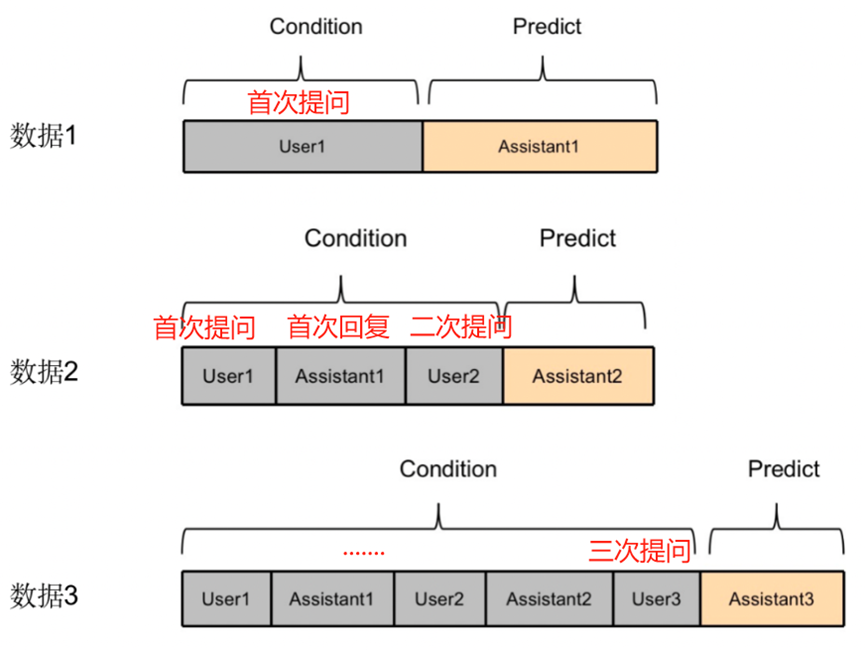 Condition Predict
首次提问
数据1 User1 Assistant1
Condition Predict
首次提问 首次回复 二次提问
数据2 User1 Assistant1 User2 Assistant2
Condition Predict
....... 三次提问
数据3 User1 Assistant1 User2 Assistant2 User3 Assistant3